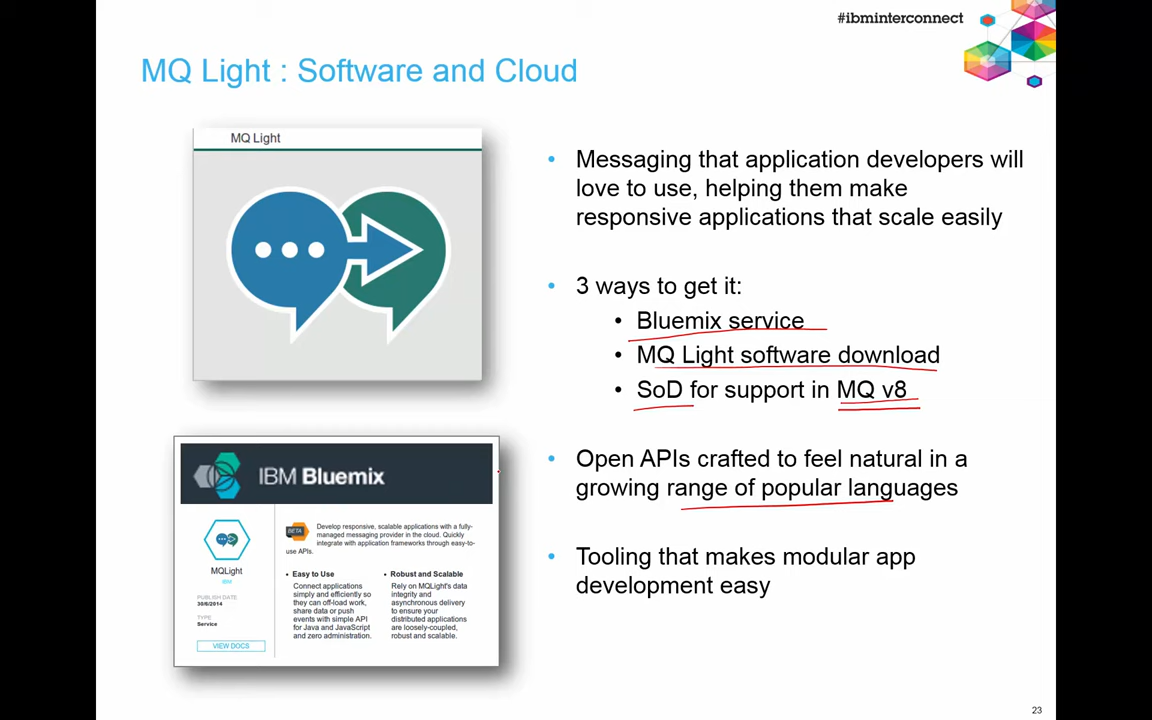 #ibminterconnect
MQ Light : Software and Cloud
MQ Light
• Messaging that application developers will
love to use, helping them make
responsive applications that scale easily
• 3 ways to get it:
• Bluemix service
• MQ Light software download
• SoD for support in MQ v8
• Open APIs crafted to feel natural in a
growing range of popular languages
• Tooling that makes modular app
development easy
IBM Bluemix
MQLight
IBM
PUBLISH DATE
30/6/2014
TYPE
Service
VIEW DOCS
BETA
Develop responsive, scalable applications with a fully-
managed messaging provider in the cloud. Quickly
integrate with application frameworks through easy-to-
use APIs.
• Easy to Use
Connect applications
simply and efficiently so
they can off-load work,
share data or push
events with simple API
for Java and JavaScript
and zero administration.
• Robust and Scalable
Rely on MQLight's data
integrity and
asynchronous delivery
to ensure your
distributed applications
are loosely-coupled,
robust and scalable.
23